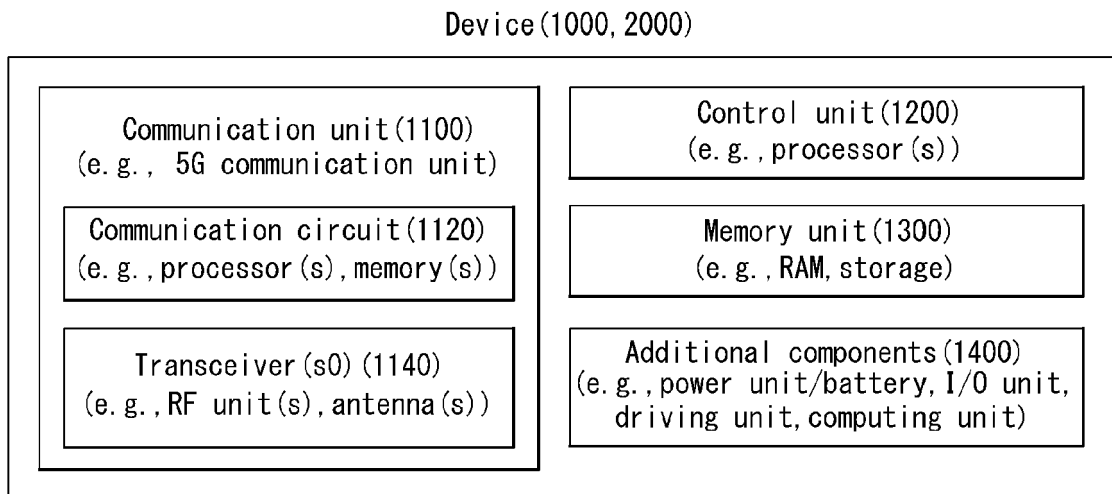 Device(1000, 2000)
Communication unit(1100)
(e.g., 5G communication unit)
Communication circuit(1120)
(e.g., processor(s), memory(s))
Transceiver(s0)(1140)
(e.g., RF unit(s), antenna(s))
Control unit(1200)
(e.g., processor(s))
Memory unit(1300)
(e.g., RAM, storage)
Additional components(1400)
(e.g., power unit/battery, I/O unit,
driving unit, computing unit)